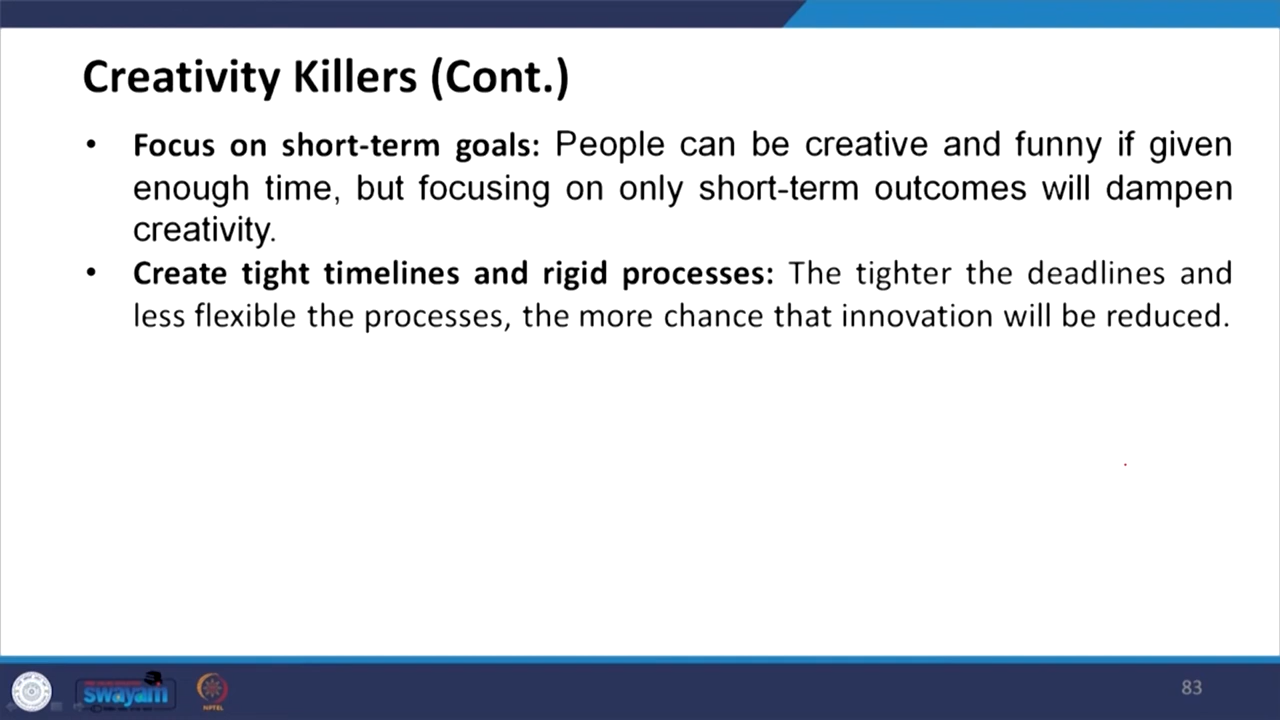 Creativity Killers (Cont.)
• Focus on short-term goals: People can be creative and funny if given
enough time, but focusing on only short-term outcomes will dampen
creativity.
• Create tight timelines and rigid processes: The tighter the deadlines and
less flexible the processes, the more chance that innovation will be reduced.
swayam
NPTEL
83